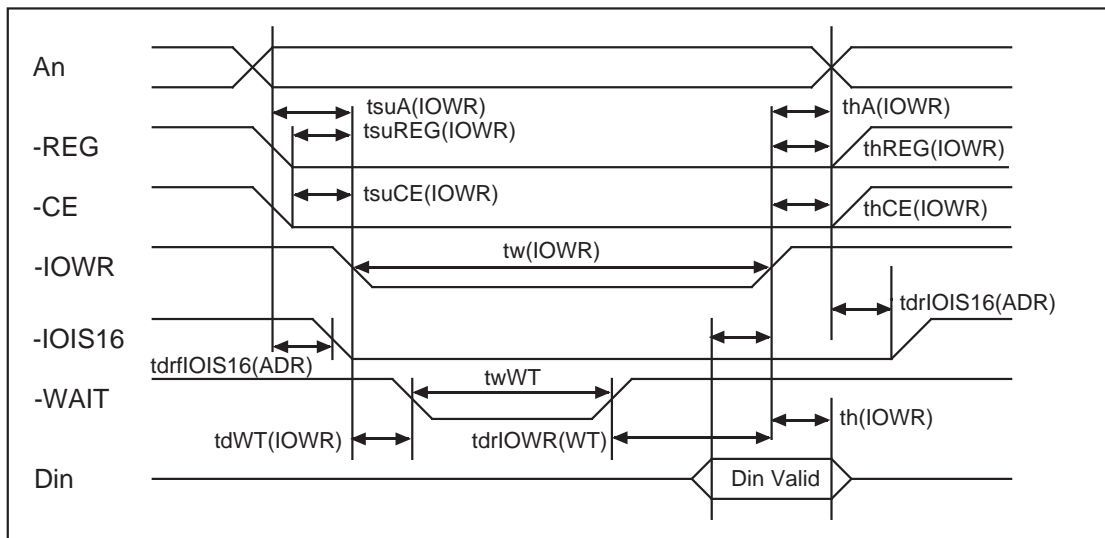 An
tsuA(IOWR)
thA(IOWR)
tsuREG(IOWR)
-REG
thREG(IOWR)
-CE
tsuCE(IOWR)
thCE(IOWR)
-IOWR
tw(IOWR)
tdrIOIS16(ADR)
-IOIS16
tdrfIOIS16(ADR)
twWT
-WAIT
th(IOWR)
tdWT(IOWR)
tdrIOWR(WT)
Din
Din Valid